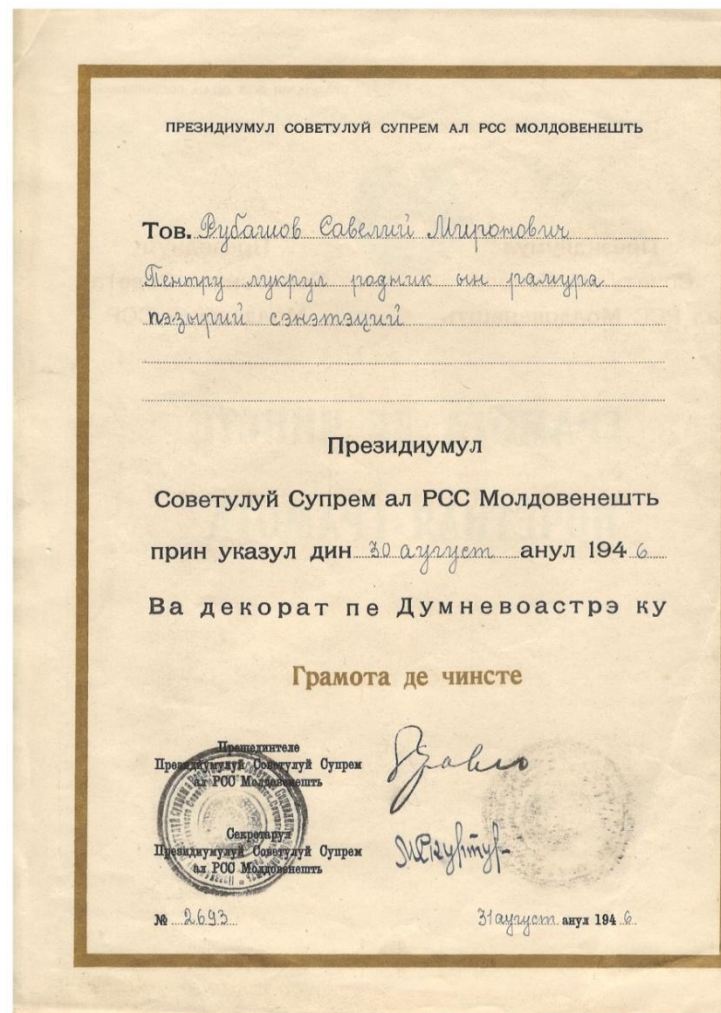 ПРЕЗИДИУМУЛ СОВЕТУЛУЙ СУПРЕМ АЛ РСС МОЛДОВЕНЕШТЬ
Тов. Рубашов Савелий Миронович
Пентру лукрул родник ын рамура
пэзырий сэнэтэций
Президиумул
Советулуй Супрем ал РСС Молдовенешть
прин указул дин 30 аугуст анул 1946
Ва декорат пе Думневоастрэ ку
Грамота де чинсте
Прешединтеле
Президиумулуй Советулуй Супрем
ал РСС Молдовенешть
Секретарул
Президиумулуй Советулуй Супрем
ал РСС Молдовенешть
№ 2693
31 аугуст анул 1946